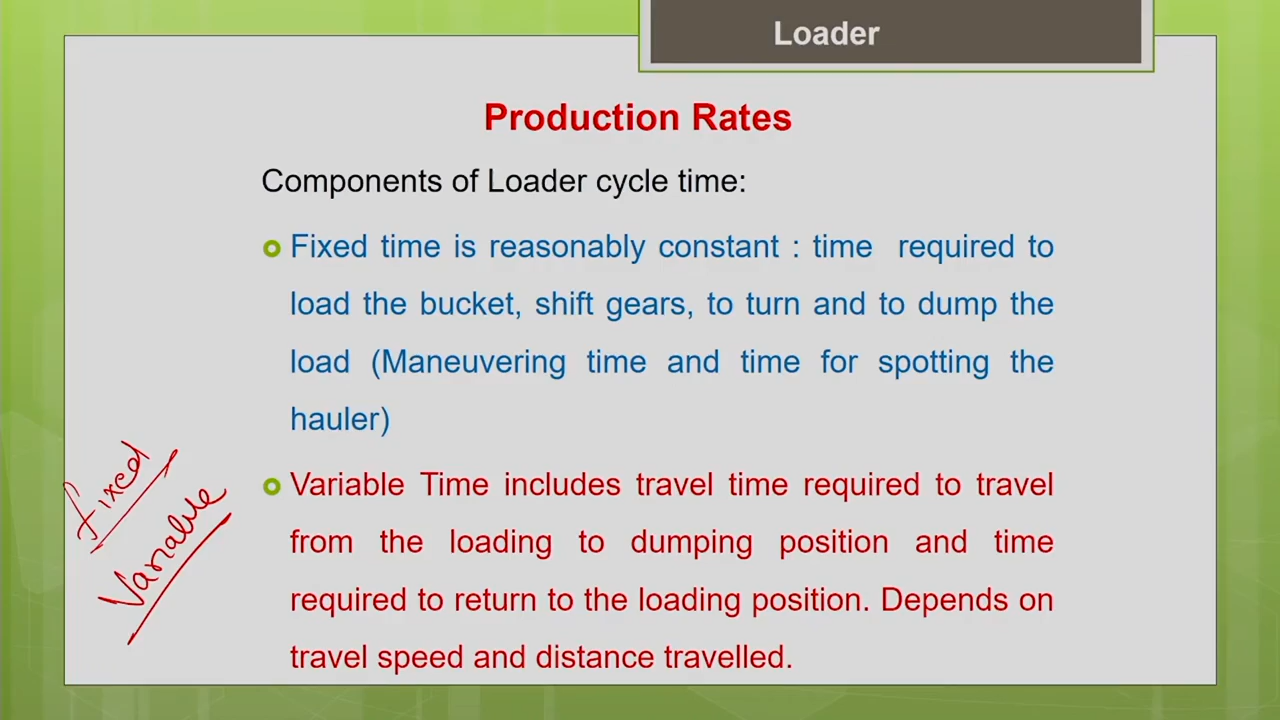 Loader
Production Rates
Components of Loader cycle time:
Fixed time is reasonably constant : time required to
load the bucket, shift gears, to turn and to dump the
load (Maneuvering time and time for spotting the
hauler)
Variable Time includes travel time required to travel
from the loading to dumping position and time
required to return to the loading position. Depends on
travel speed and distance travelled.
Fixed
Variable